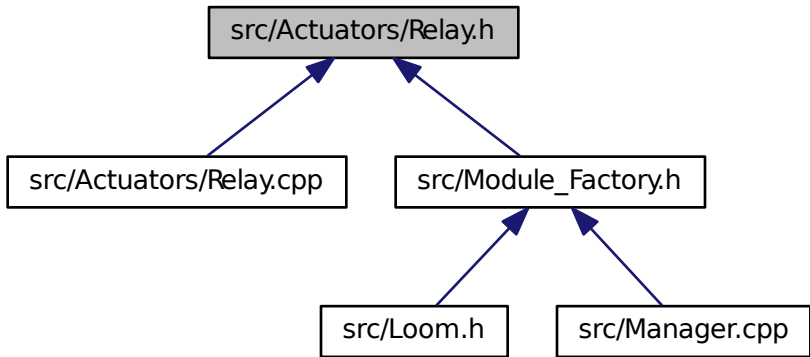 src/Actuators/Relay.h
src/Actuators/Relay.cpp
src/Module_Factory.h
src/Loom.h
src/Manager.cpp